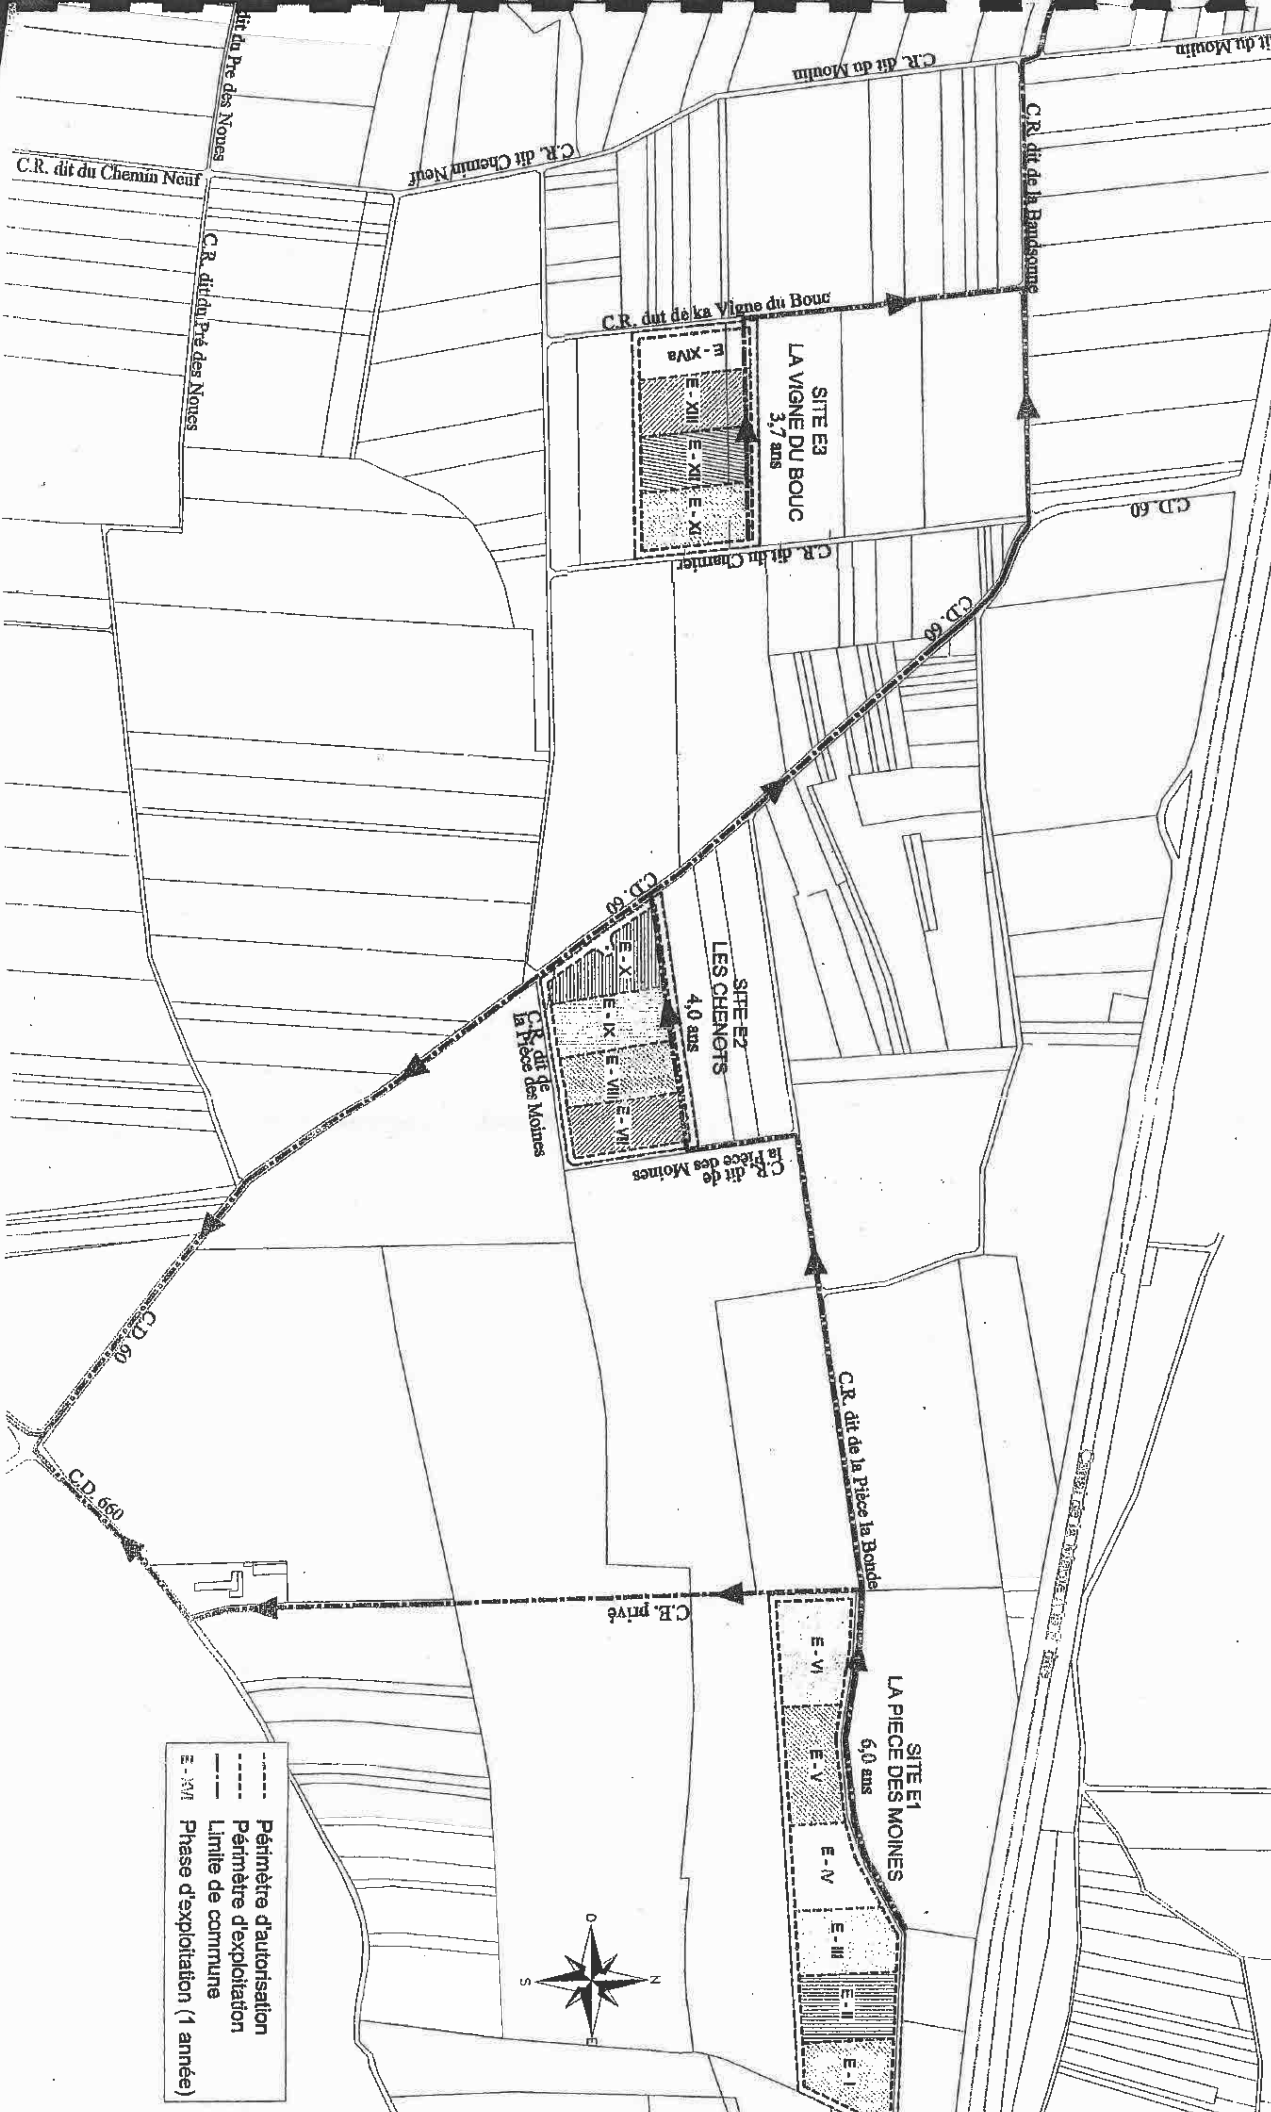 dit du Pre des Noues
C.R. dit du Chemin Neuf
C.R. dit du Pré des Noues
C.R. dit Chemin Neuf
C.R. dit du Moulin
dit du Moulin
C.R. dit de la Baudsonne
C.R. dut de ka Vigne du Bouc
SITE E3
LA VIGNE DU BOUC
3,7 ans
E - XIVa
E - XIII
E - XII
E - XI
C.R. dit du Charnier
C.D. 60
C.D. 60
C.D. 60
SITE E2
LES CHENOTS
4,0 ans
E - X
E - IX
E - VIII
E - VII
C.R. dit de
la Pièce des Moines
C.R. dit de
la Pièce des Moines
C.D. 60
C.D. 660
C.R. dit de la Pièce la Bonde
C.E. privé
SITE E1
LA PIECE DES MOINES
6,0 ans
E - VI
E - V
E - IV
E - III
E - II
E - I
N
O
E
S
Périmètre d'autorisation
Périmètre d'exploitation
Limite de commune
E - XVI Phase d'exploitation (1 année)